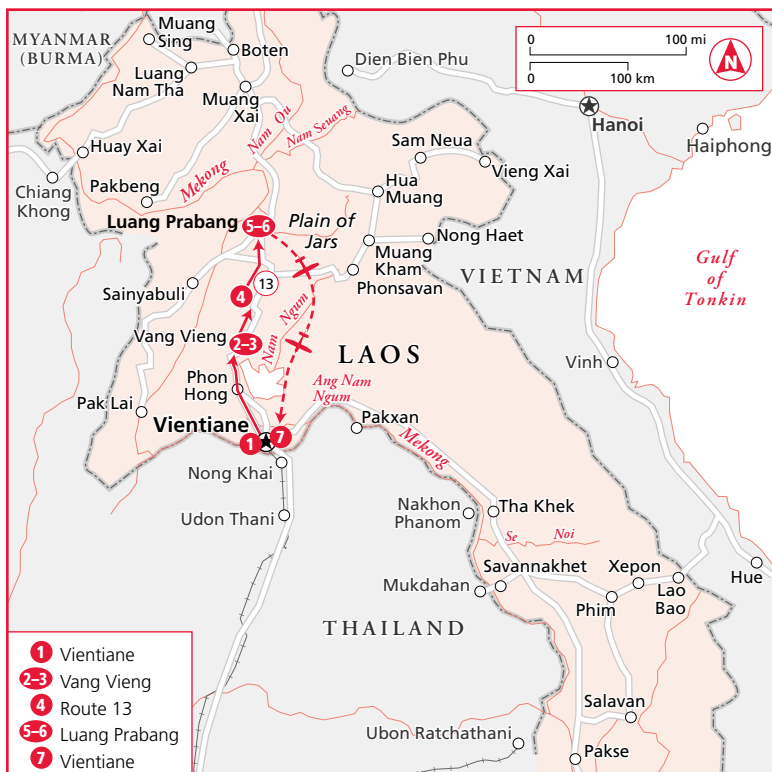 MYANMAR
(BURMA)
Muang
Sing
Boten
Dien Bien Phu
0
100 mi
0
100 km
N
Luang
Nam Tha
Muang
Xai
Nam Ou
Nam Seuang
Hanoi
Haiphong
Huay Xai
Sam Neua
Vieng Xai
Chiang
Khong
Pakbeng
Mekong
Hua
Muang
Luang Prabang
5–6
Plain of
Jars
Nong Haet
Muang
Kham
Phonsavan
VIETNAM
Gulf
of
Tonkin
Sainyabuli
4
13
Nam Ngum
Vang Vieng
2–3
LAOS
Vinh
Phon
Hong
Ang Nam
Ngum
Pak Lai
Vientiane
1
7
Pakxan
Mekong
Nong Khai
Udon Thani
Nakhon
Phanom
Tha Khek
Se Noi
Savannakhet
Xepon
Mukdahan
Phim
Lao
Bao
Hue
THAILAND
Salavan
Ubon Ratchathani
Pakse
1 Vientiane
2–3 Vang Vieng
4 Route 13
5–6 Luang Prabang
7 Vientiane